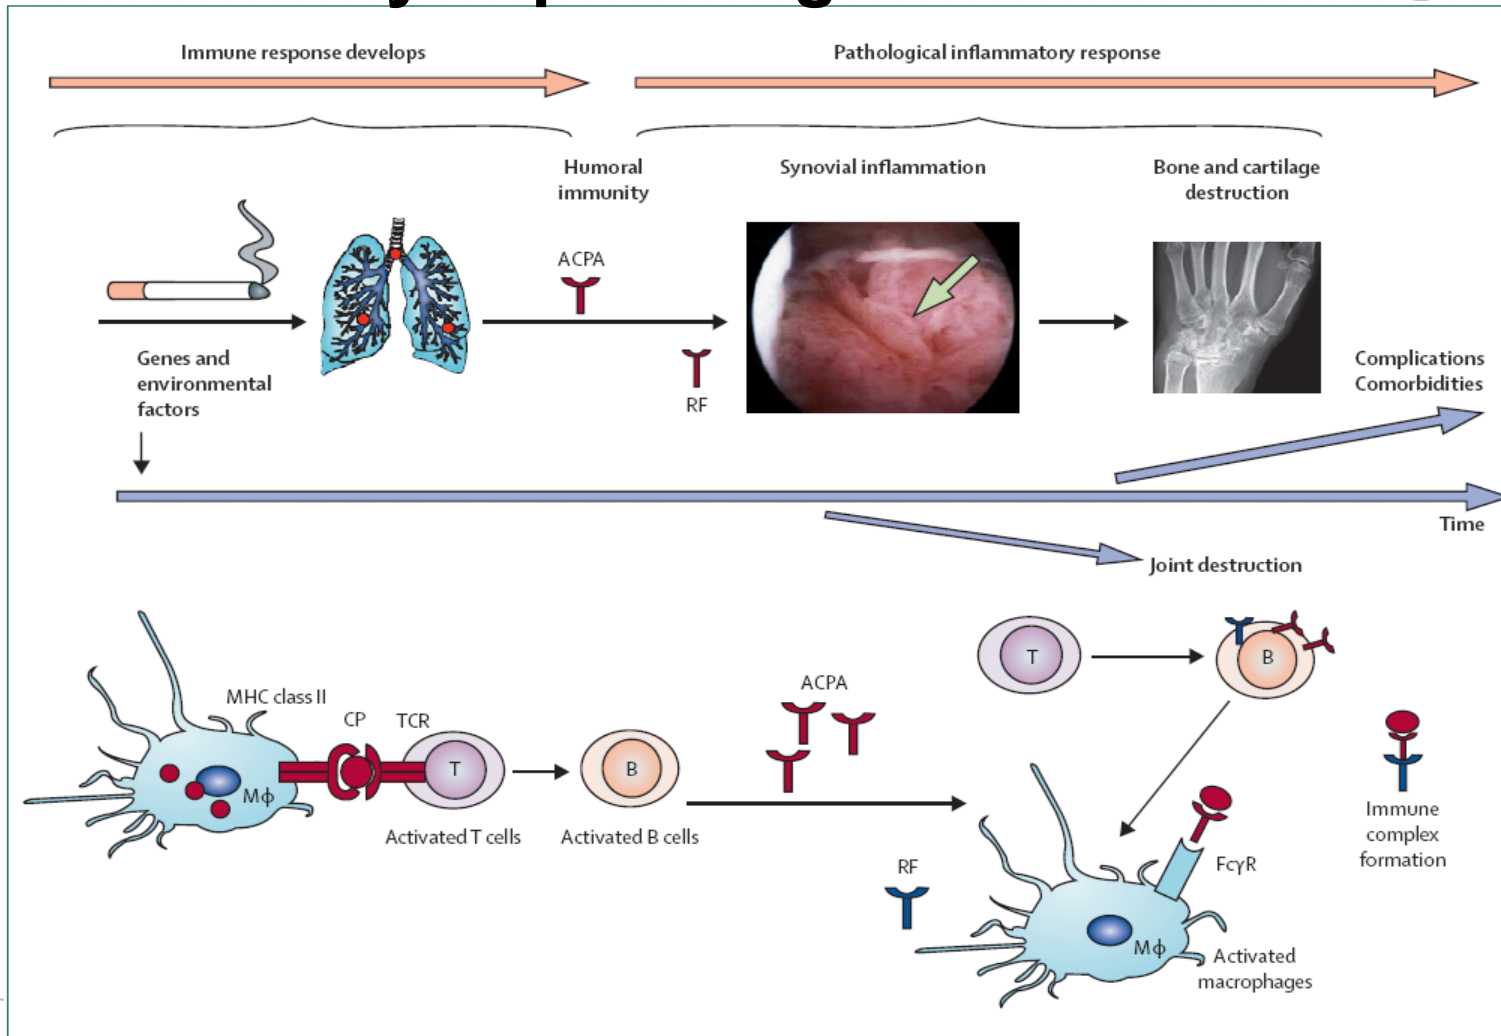 Immune response develops
Pathological inflammatory response
Humoral
immunity
Synovial inflammation
Bone and cartilage
destruction
ACPA
RF
Genes and
environmental
factors
Complications
Comorbidities
Time
Joint destruction
MHC class II
CP
TCR
T
B
Mϕ
Activated T cells
Activated B cells
ACPA
RF
T
B
FcγR
Mϕ
Activated
macrophages
Immune
complex
formation